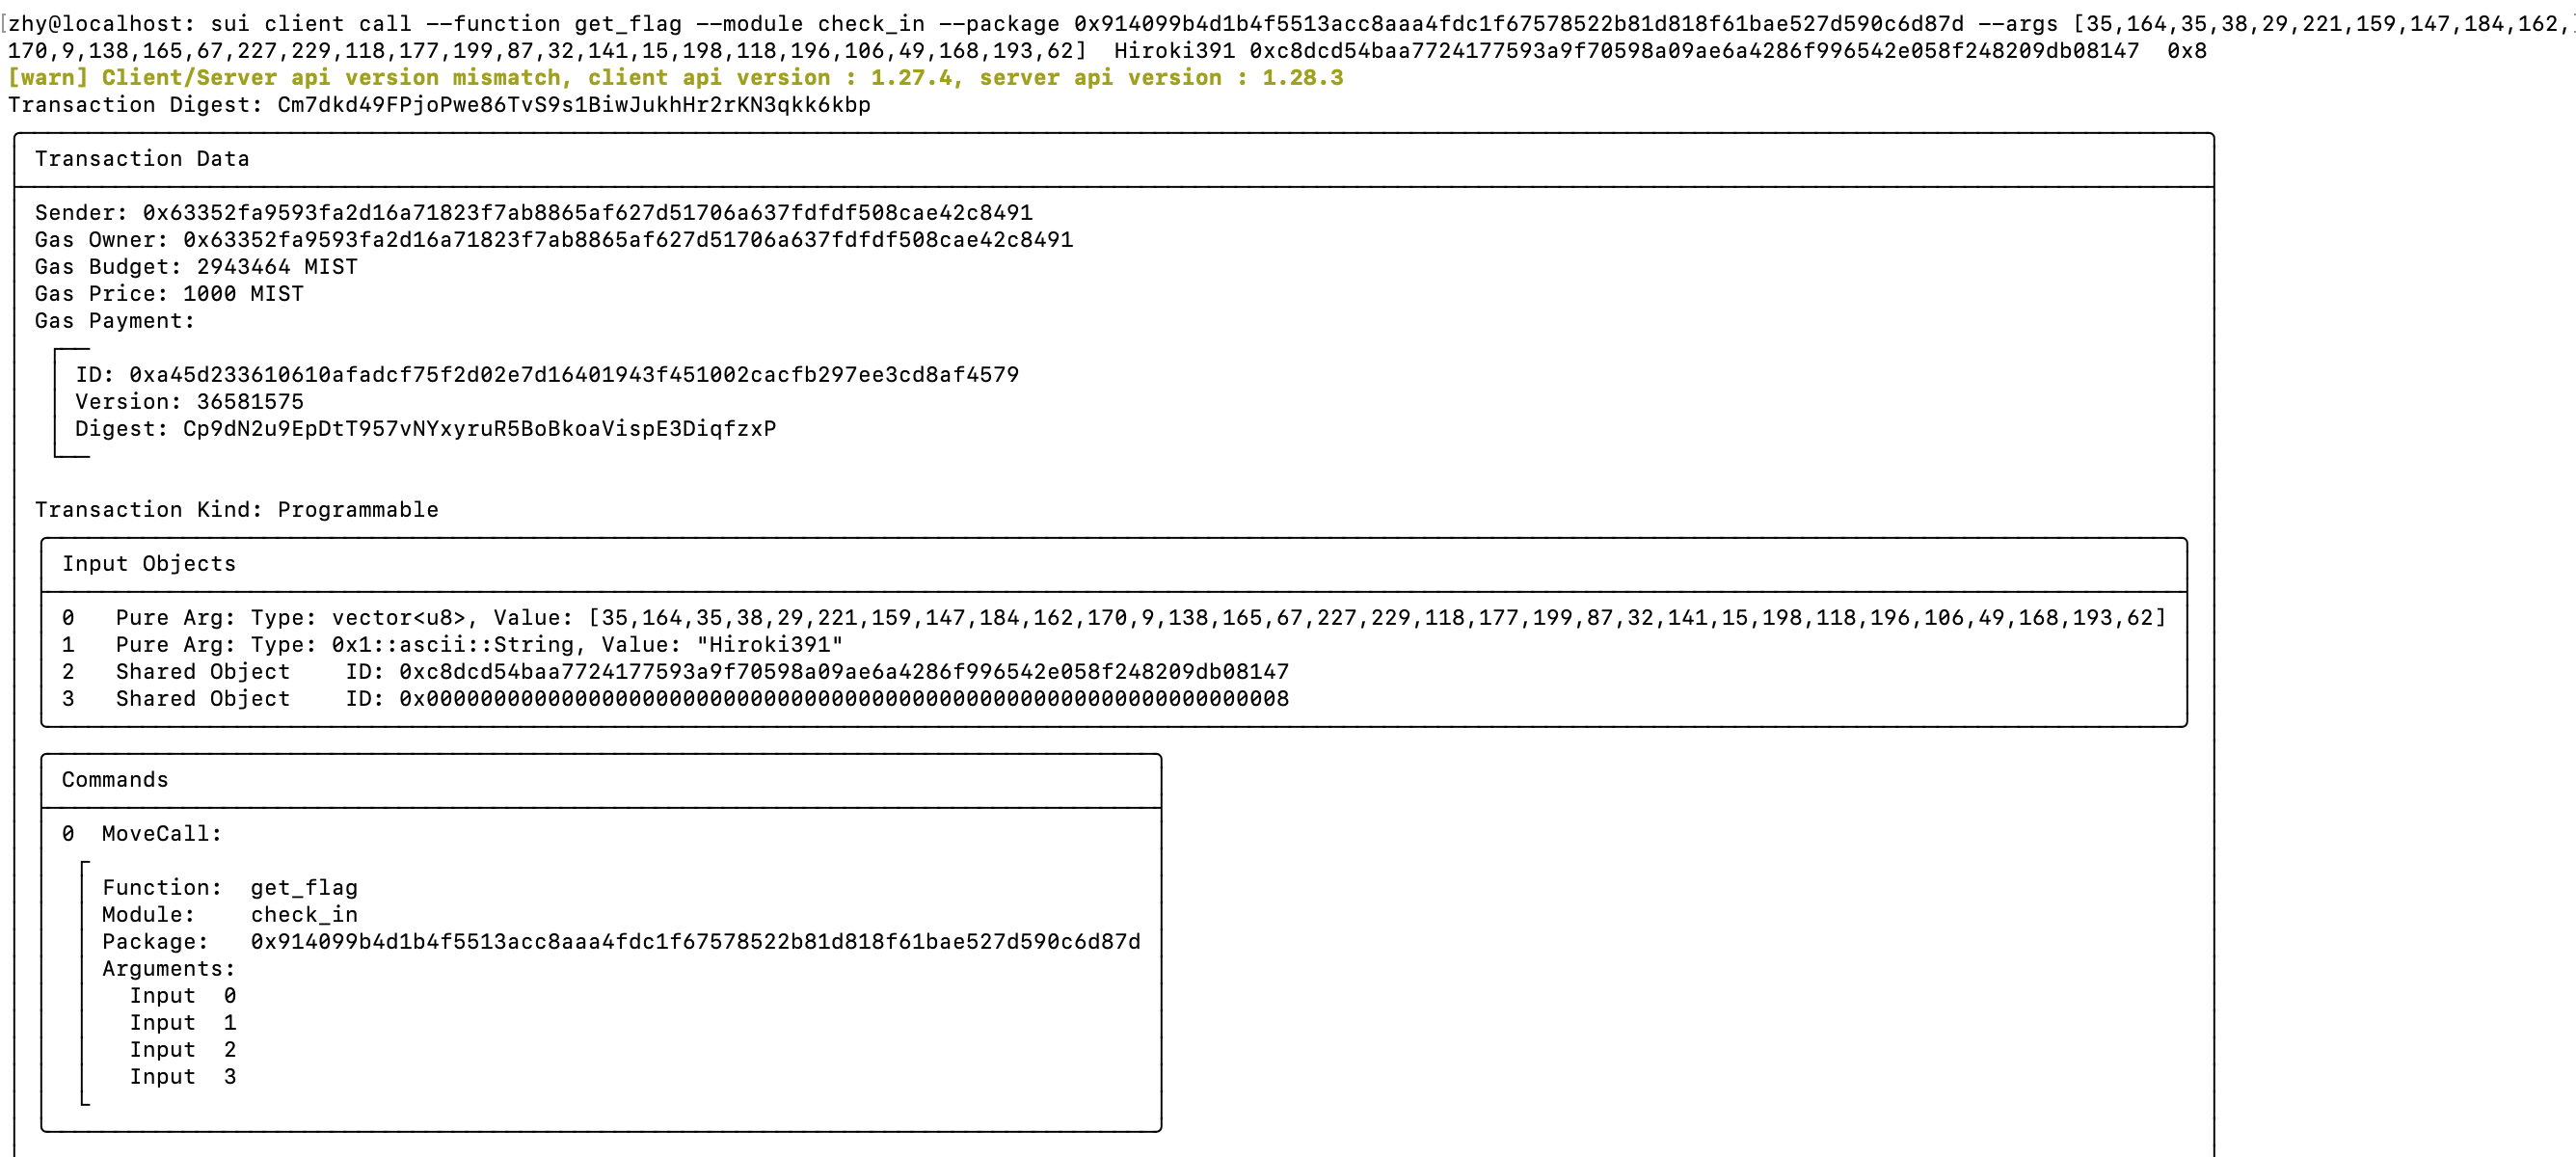 [zhy@localhost: sui client call --function get_flag --module check_in --package 0x914099b4d1b4f5513acc8aaa4fdc1f67578522b81d818f61bae527d590c6d87d --args [35,164,35,38,29,221,159,147,184,162,
170,9,138,165,67,227,229,118,177,199,87,32,141,15,198,118,196,106,49,168,193,62]  Hiroki391 0xc8dcd54baa7724177593a9f70598a09ae6a4286f996542e058f248209db08147  0x8
[warn] Client/Server api version mismatch, client api version : 1.27.4, server api version : 1.28.3
Transaction Digest: Cm7dkd49FPjoPwe86TvS9s1BiwJukhHr2rKN3qkk6kbp
Transaction Data
Sender: 0x63352fa9593fa2d16a71823f7ab8865af627d51706a637fdfdf508cae42c8491
Gas Owner: 0x63352fa9593fa2d16a71823f7ab8865af627d51706a637fdfdf508cae42c8491
Gas Budget: 2943464 MIST
Gas Price: 1000 MIST
Gas Payment:
ID: 0xa45d233610610afadcf75f2d02e7d16401943f451002cacfb297ee3cd8af4579
Version: 36581575
Digest: Cp9dN2u9EpDtT957vNYxyruR5BoBkoaVispE3DiqfzxP
Transaction Kind: Programmable
Input Objects
0   Pure Arg: Type: vector<u8>, Value: [35,164,35,38,29,221,159,147,184,162,170,9,138,165,67,227,229,118,177,199,87,32,141,15,198,118,196,106,49,168,193,62]
1   Pure Arg: Type: 0x1::ascii::String, Value: "Hiroki391"
2   Shared Object    ID: 0xc8dcd54baa7724177593a9f70598a09ae6a4286f996542e058f248209db08147
3   Shared Object    ID: 0x0000000000000000000000000000000000000000000000000000000000000008
Commands
0  MoveCall:
Function:  get_flag
Module:    check_in
Package:   0x914099b4d1b4f5513acc8aaa4fdc1f67578522b81d818f61bae527d590c6d87d
Arguments:
Input  0
Input  1
Input  2
Input  3